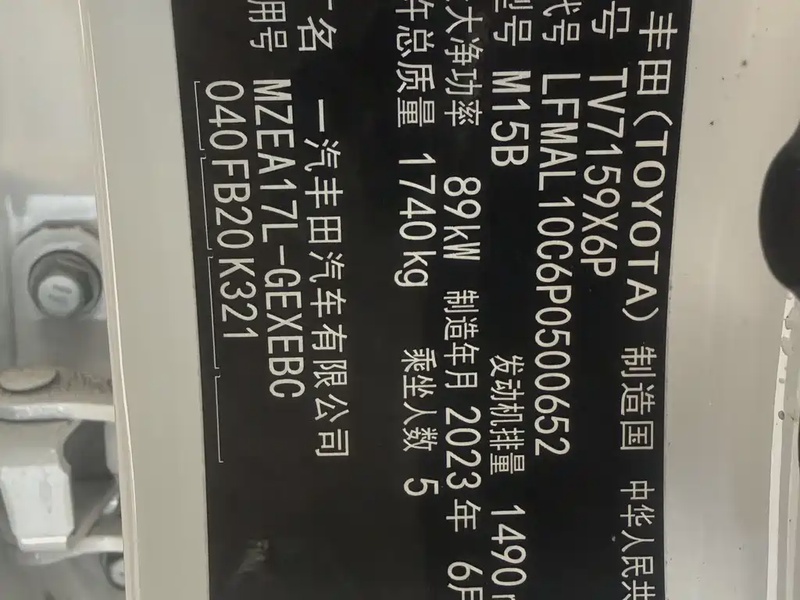 丰田(TOYOTA) 制造国 中华人民共
号 TV7159X6P
代号 LFMAL10C6P0500652
型号 M15B 发动机排量 1490
大净功率 89kW 制造年月 2023年 6月
许总质量 1740kg 乘坐人数 5
名 一汽丰田汽车有限公司
用号 MZEA17L-GEXEBC
040FB20K321